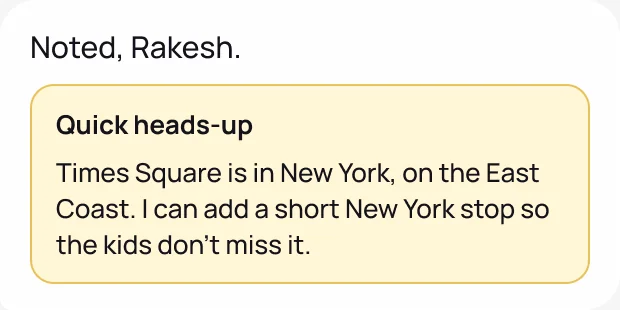 Noted, Rakesh.
Quick heads-up
Times Square is in New York, on the East
Coast. I can add a short New York stop so
the kids don’t miss it.